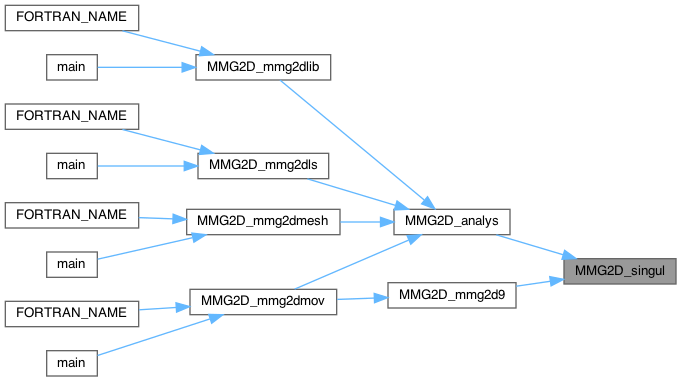 FORTRAN_NAME
main
MMG2D_mmg2dlib
FORTRAN_NAME
main
MMG2D_mmg2dls
FORTRAN_NAME
main
MMG2D_mmg2dmesh
MMG2D_analys
MMG2D_singul
FORTRAN_NAME
main
MMG2D_mmg2dmov
MMG2D_mmg2d9